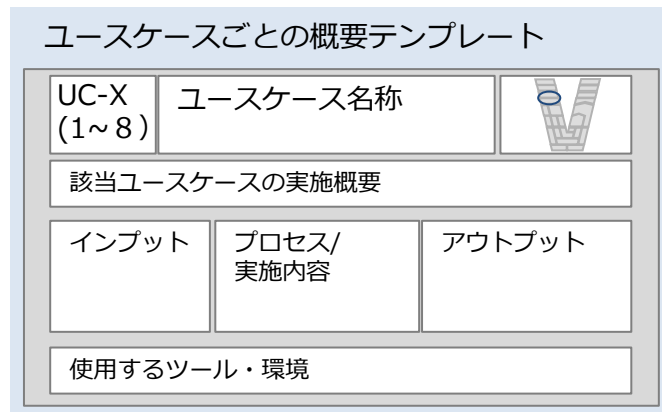 ユースケースごとの概要テンプレート
UC-X
(1~８)
ユースケース名称
該当ユースケースの実施概要
インプット
プロセス/
実施内容
アウトプット
使用するツール・環境